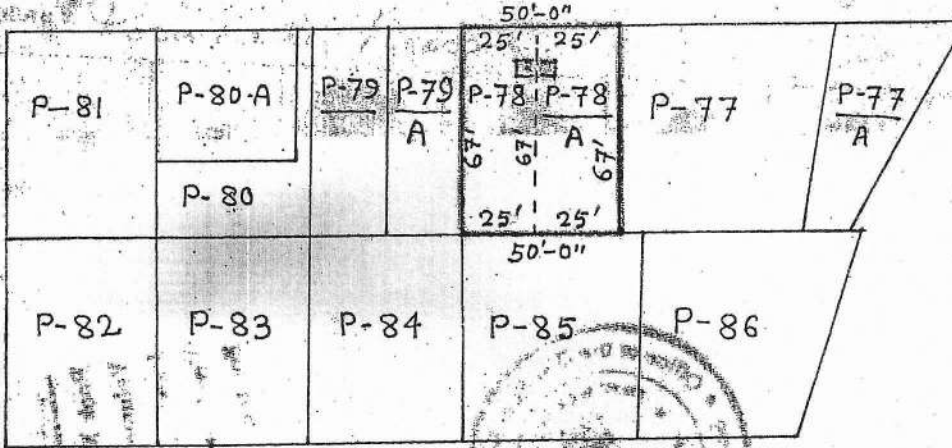 50'-0"
25' 25'
P-81
P-80-A
P-79
P-79
A
P-78
P-78
A
P-77
P-77
A
67' 67' 67'
P-80
25' 25'
50'-0"
P-82
P-83
P-84
P-85
P-86